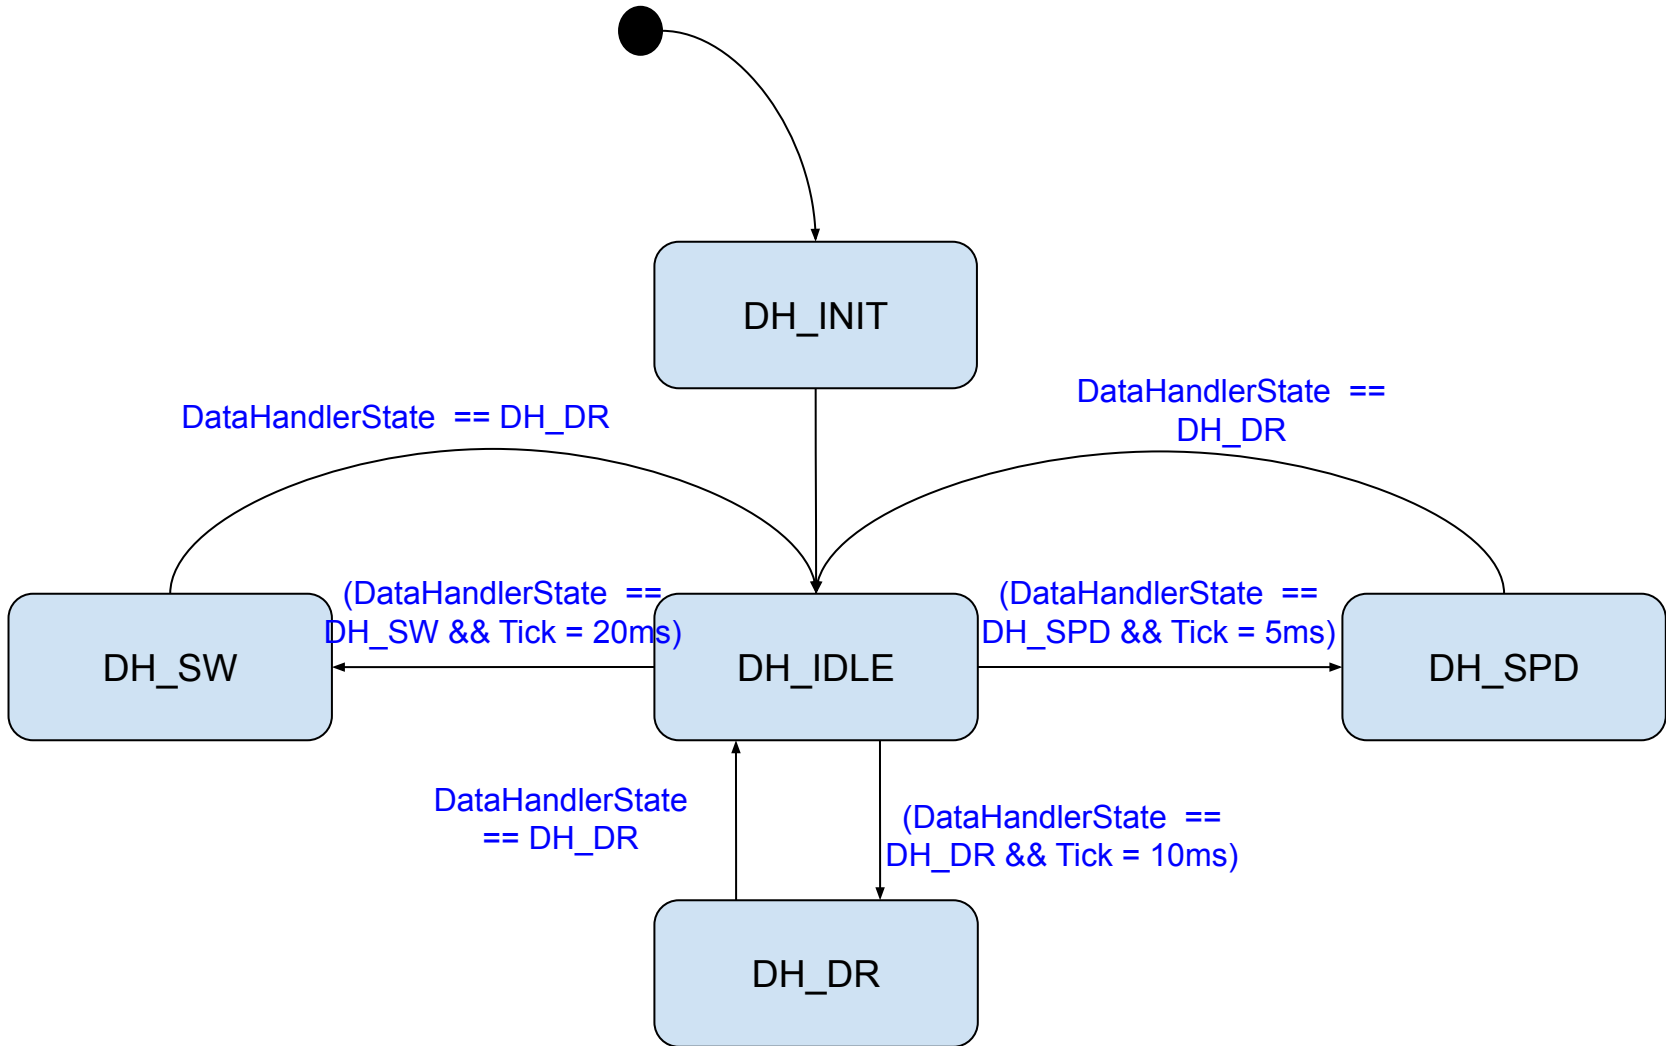 DH_INIT
DataHandlerState == DH_DR
DataHandlerState ==
DH_DR
(DataHandlerState ==
DH_SW && Tick = 20ms)
(DataHandlerState ==
DH_SPD && Tick = 5ms)
DH_SW
DH_IDLE
DH_SPD
DataHandlerState
== DH_DR
(DataHandlerState ==
DH_DR && Tick = 10ms)
DH_DR